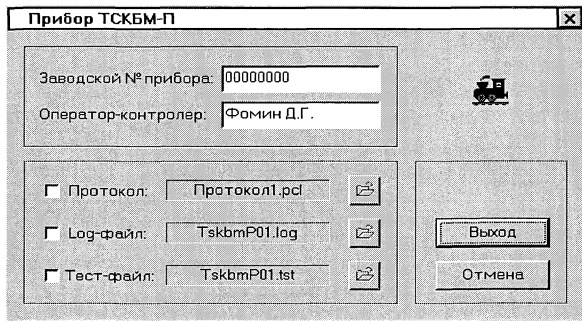 Прибор ТСКБМ-П
Заводской № прибора: 00000000
Оператор-контролер: Фомин Д.Г.
Протокол: Протокол1.pcl
Log-файл: TskbmP01.log
Выход
Тест-файл: TskbmP01.tst
Отмена